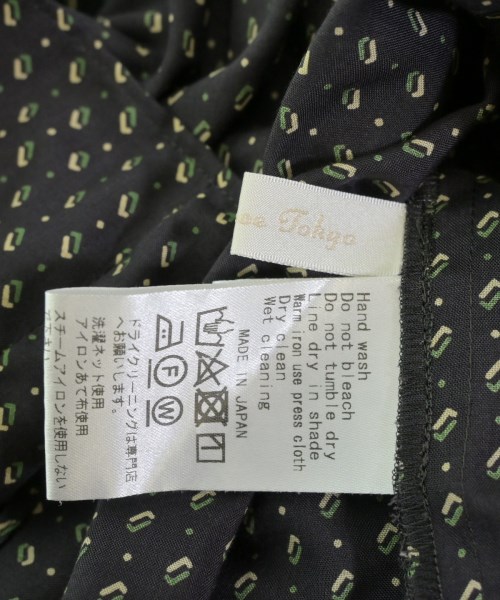 Tokyo
Hand wash
Do not bleach
Do not tumble dry
Line dry in shade
Warm iron use press cloth
Dry clean
Wet cleaning
MADE IN JAPAN
F W
ドライクリーニングは専門店
へお願いします。
洗濯ネット使用
アイロンあて布使用
スチームアイロンを使用しない
で下さい